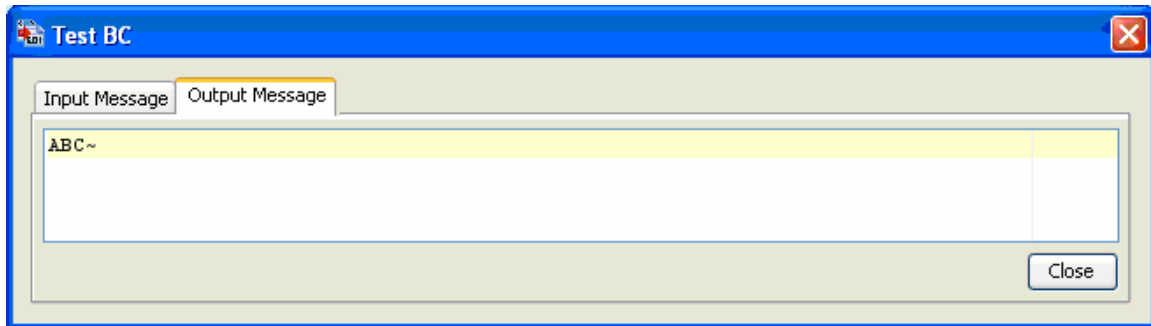 Test BC
Input Message Output Message
ABC~
Close